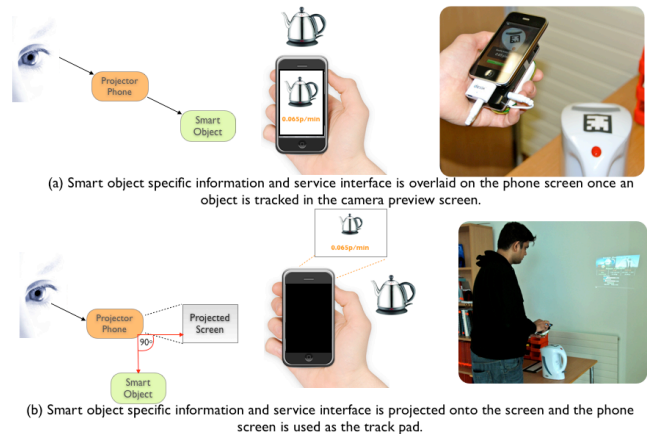 Projector
Phone
Smart
Object
0.065p/min
(a) Smart object specific information and service interface is overlaid on the phone screen once an
object is tracked in the camera preview screen.
0.065p/min
Projector
Phone
Projected
Screen
90°
Smart
Object
(b) Smart object specific information and service interface is projected onto the screen and the phone
screen is used as the track pad.